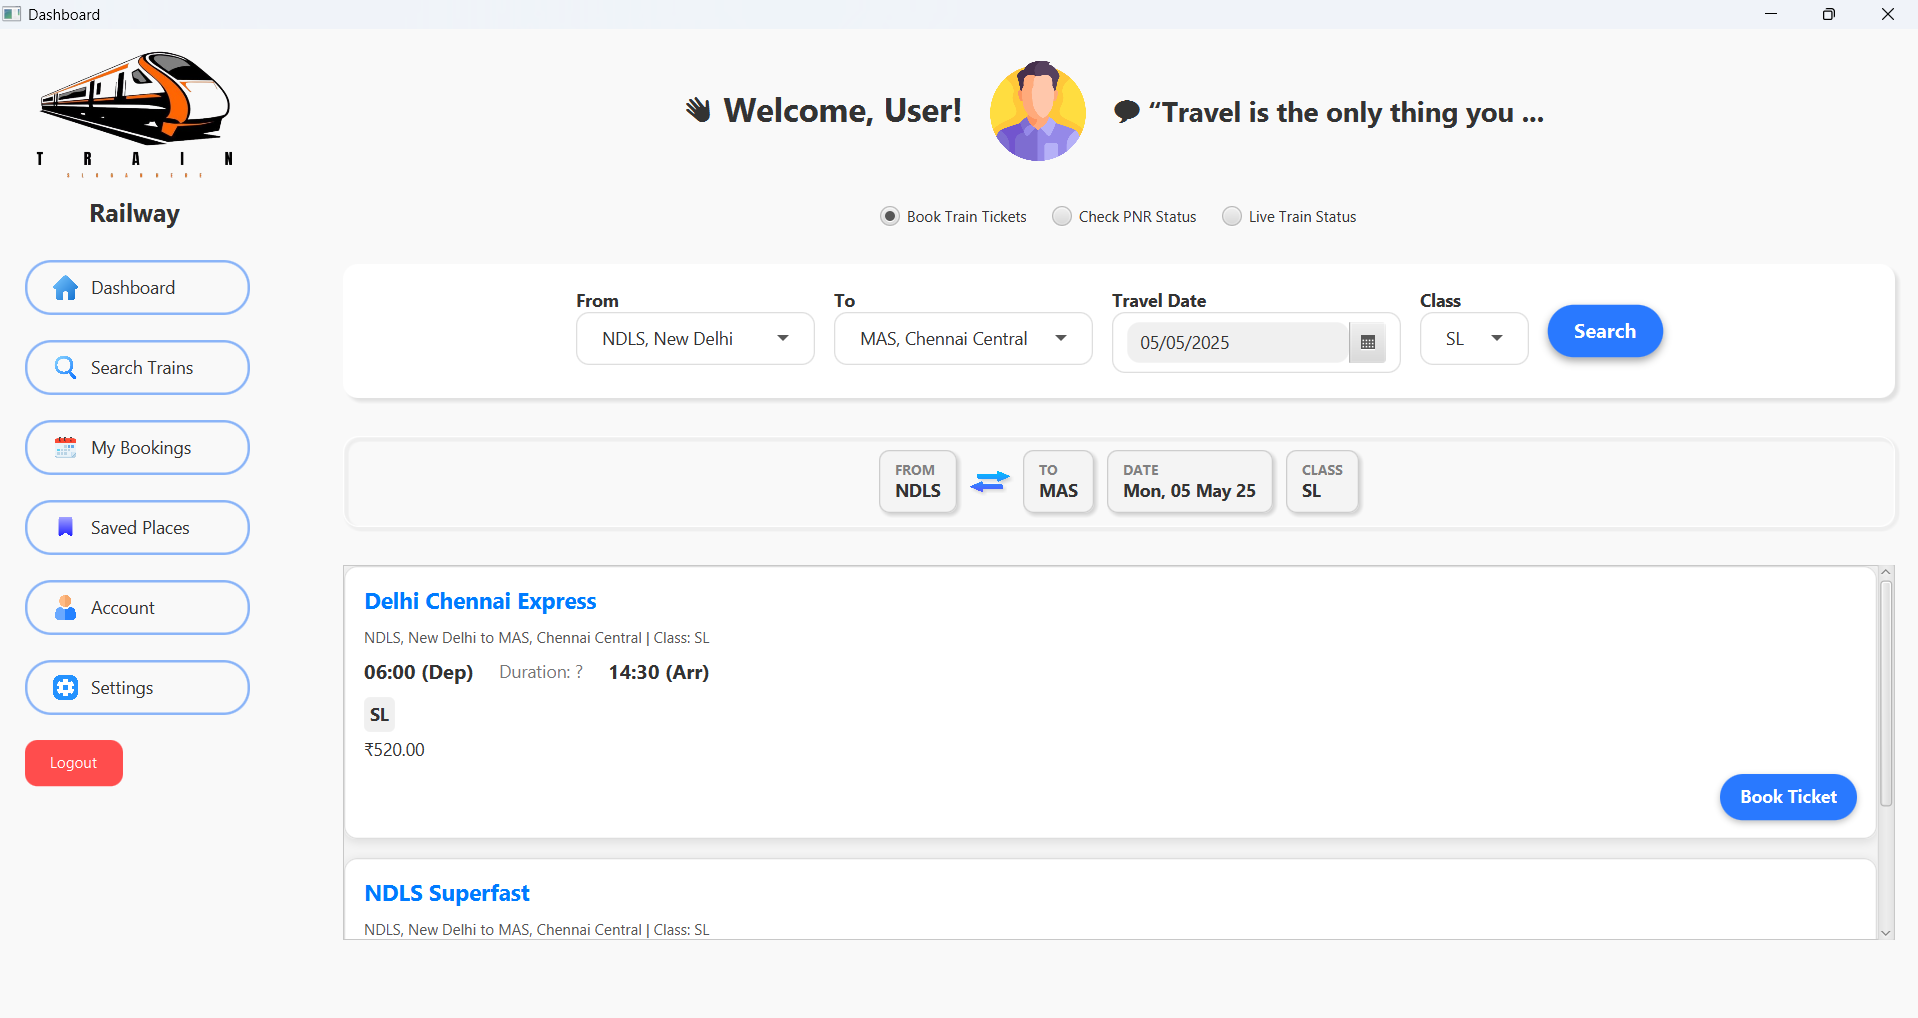 Dashboard
T R A I N
Railway
Dashboard
Search Trains
My Bookings
Saved Places
Account
Settings
Logout
Welcome, User!
“Travel is the only thing you ...
Book Train Tickets
Check PNR Status
Live Train Status
From
To
Travel Date
Class
NDLS, New Delhi
MAS, Chennai Central
05/05/2025
SL
Search
FROM
NDLS
TO
MAS
DATE
Mon, 05 May 25
CLASS
SL
Delhi Chennai Express
NDLS, New Delhi to MAS, Chennai Central | Class: SL
06:00 (Dep) Duration: ? 14:30 (Arr)
SL
₹520.00
Book Ticket
NDLS Superfast
NDLS, New Delhi to MAS, Chennai Central | Class: SL